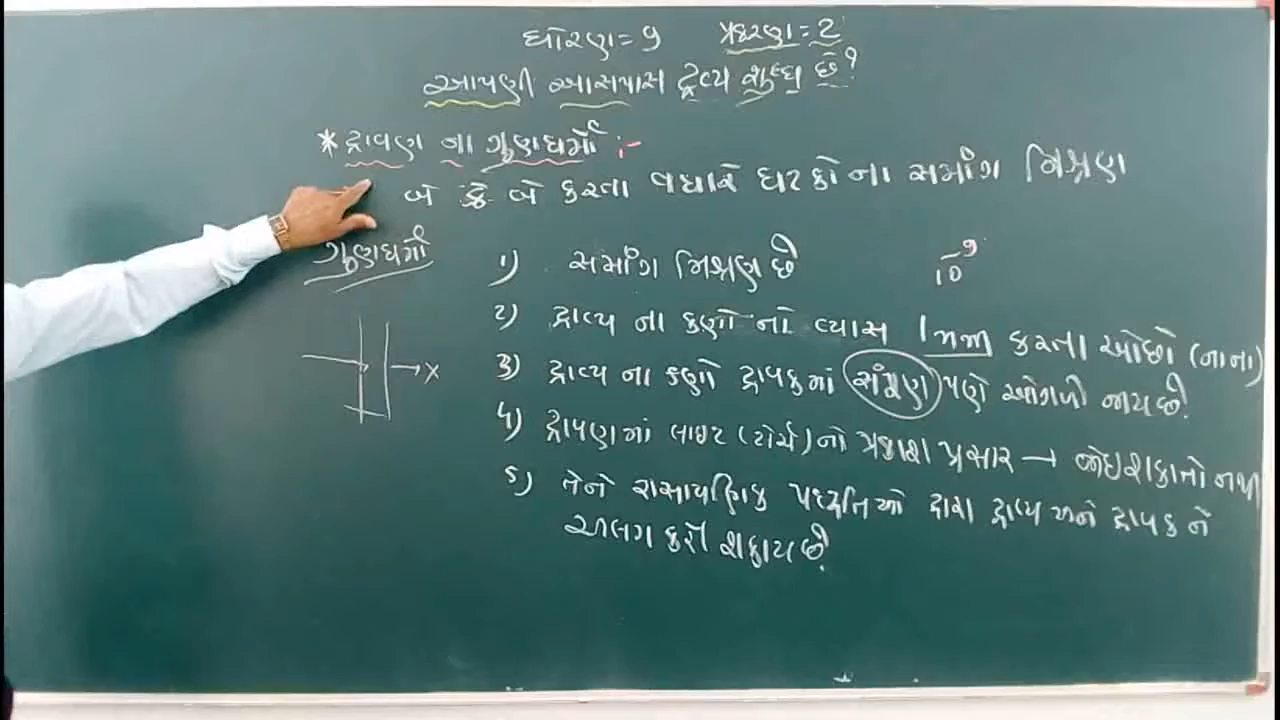 ધોરણ = 9 પ્રકરણ = 2
આપણી આસપાસ દ્રવ્ય શુદ્ધ છે?
* દ્રાવણ ના ગુણધર્મો :-
બે કે બે કરતા વધારે ઘટકોના સમાંગ મિશ્રણ
ગુણધર્મો
1) સમાંગ મિશ્રણ છે
10⁻⁹
2) દ્રાવ્ય ના કણો નો વ્યાસ 1nm કરતા ઓછો (નાના)
3) દ્રાવ્ય ના કણો દ્રાવકમાં સંપૂર્ણ પણે ઓગળી જાય છે.
→ x
4) દ્રાવણમાં લાઇટ (ટોર્ચ) નો પ્રકાશ પ્રસાર → જોઇ શકાતો નથી
5) તેને રાસાયણિક પદ્ધતિઓ દ્વારા દ્રાવ્ય અને દ્રાવક ને
અલગ કરી શકાય છે.